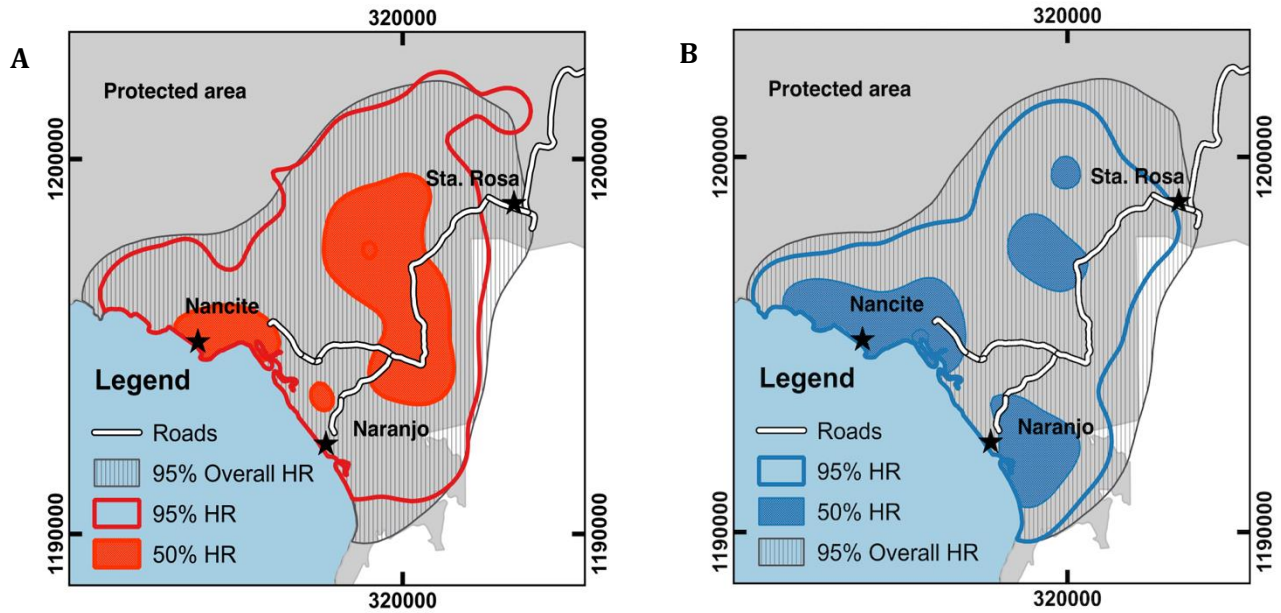 A
320000
Protected area
1200000
1200000
Sta. Rosa
Nancite
Naranjo
Legend
Roads
95% Overall HR
95% HR
50% HR
1190000
1190000
320000
B
320000
Protected area
1200000
1200000
Sta. Rosa
Nancite
Naranjo
Legend
Roads
95% HR
50% HR
95% Overall HR
1190000
1190000
320000